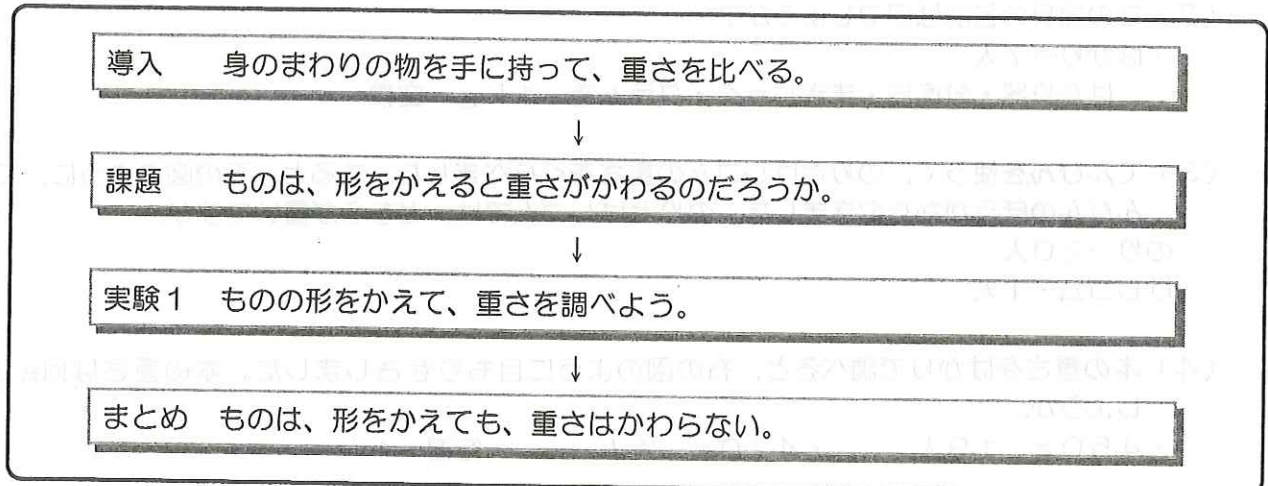 導入　身のまわりの物を手に持って、重さを比べる。
↓
課題　ものは、形をかえると重さがかわるのだろうか。
↓
実験1　ものの形をかえて、重さを調べよう。
↓
まとめ　ものは、形をかえても、重さはかわらない。